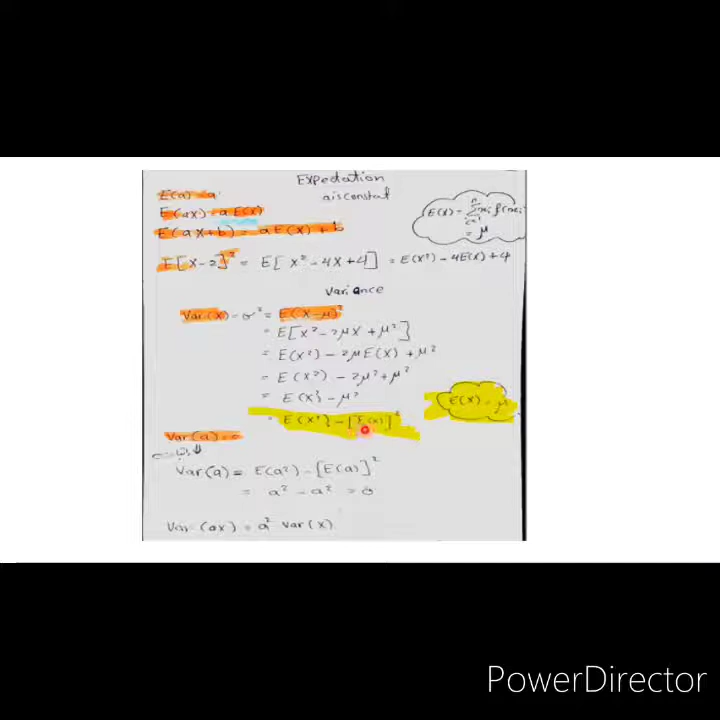 Expectation
E(a) = a
a is constant
E(ax) = a E(x)
E(ax+b) = a E(x) + b
E(x) = Σ xᵢ f(xᵢ)
= μ
E[x-2]² = E[x² - 4x + 4] = E(x²) - 4E(x) + 4
Variance
Var(x) = σ² = E(x-μ)²
= E[x² - 2μx + μ²]
= E(x²) - 2μE(x) + μ²
= E(x²) - 2μ² + μ²
= E(x²) - μ²
E(x) = μ
= E(x²) - [E(x)]²
Var(a) = 0
Var(a) = E(a²) - [E(a)]²
= a² - a² = 0
Var(ax) = a² Var(x)
PowerDirector